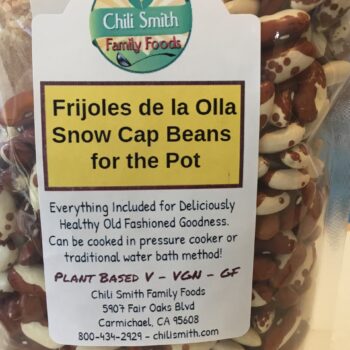 Chili Smith
Family Foods
Frijoles de la Olla
Snow Cap Beans
for the Pot
Everything Included for Deliciously
Healthy Old Fashioned Goodness.
Can be cooked in pressure cooker or
traditional water bath method!
PLANT BASED V - VGN - GF
Chili Smith Family Foods
5907 Fair Oaks Blvd
Carmichael, CA 95608
800-434-2929 - chilismith.com